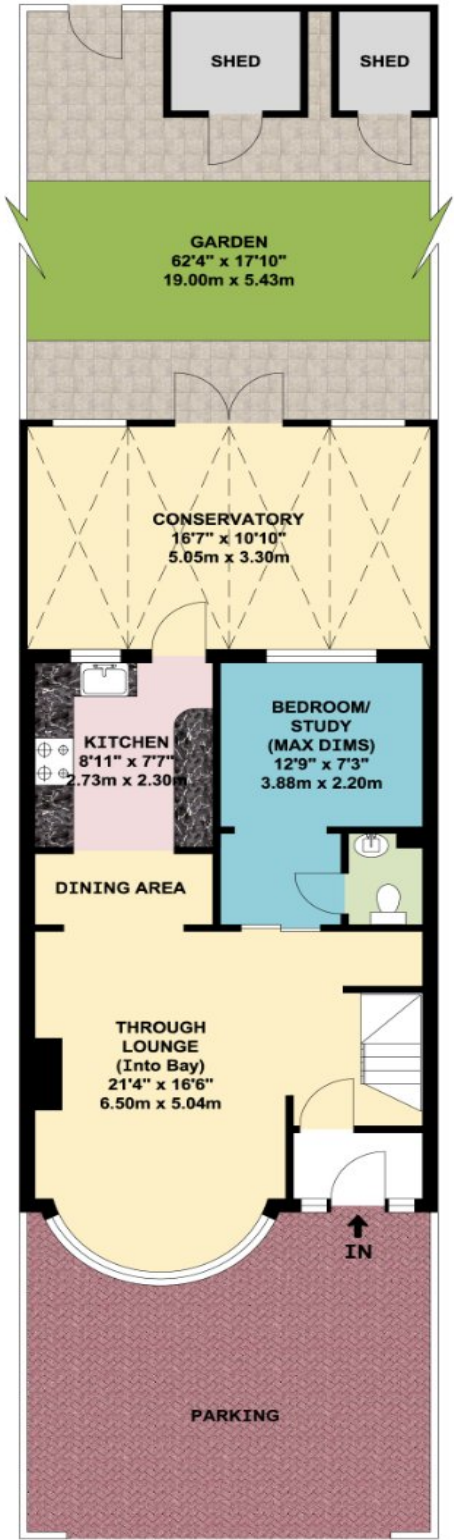 SHED
SHED
GARDEN
62'4" x 17'10"
19.00m x 5.43m
CONSERVATORY
16'7" x 10'10"
5.05m x 3.30m
KITCHEN
8'11" x 7'7"
2.73m x 2.30m
BEDROOM/
STUDY
(MAX DIMS)
12'9" x 7'3"
3.88m x 2.20m
DINING AREA
THROUGH
LOUNGE
(Into Bay)
21'4" x 16'6"
6.50m x 5.04m
IN
PARKING